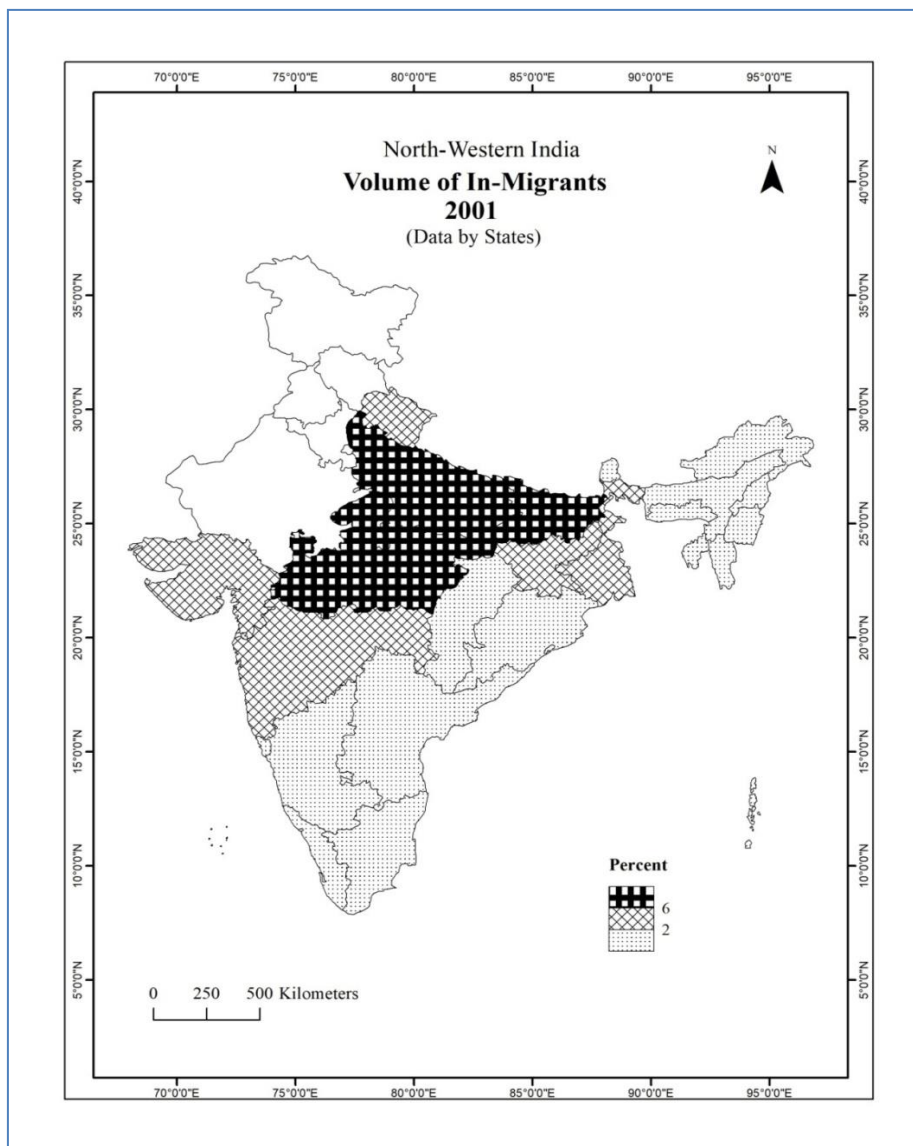 70°0'0"E 75°0'0"E 80°0'0"E 85°0'0"E 90°0'0"E 95°0'0"E
North-Western India
Volume of In-Migrants
2001
(Data by States)
N
40°0'0"N
35°0'0"N
30°0'0"N
25°0'0"N
20°0'0"N
15°0'0"N
10°0'0"N
5°0'0"N
40°0'0"N
35°0'0"N
30°0'0"N
25°0'0"N
20°0'0"N
15°0'0"N
10°0'0"N
5°0'0"N
Percent
6
2
0 250 500 Kilometers
70°0'0"E 75°0'0"E 80°0'0"E 85°0'0"E 90°0'0"E 95°0'0"E